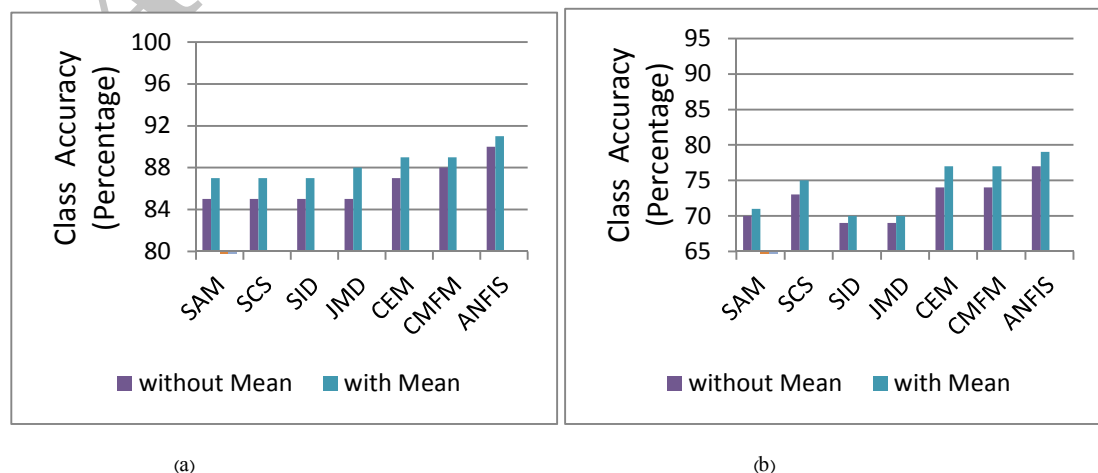 Class Accuracy
(Percentage)
100
96
92
88
84
80
SAM
SCS
SID
JMD
CEM
CMFM
ANFIS
without Mean
with Mean
(a)
Class Accuracy
(Percentage)
95
90
85
80
75
70
65
SAM
SCS
SID
JMD
CEM
CMFM
ANFIS
without Mean
with Mean
(b)